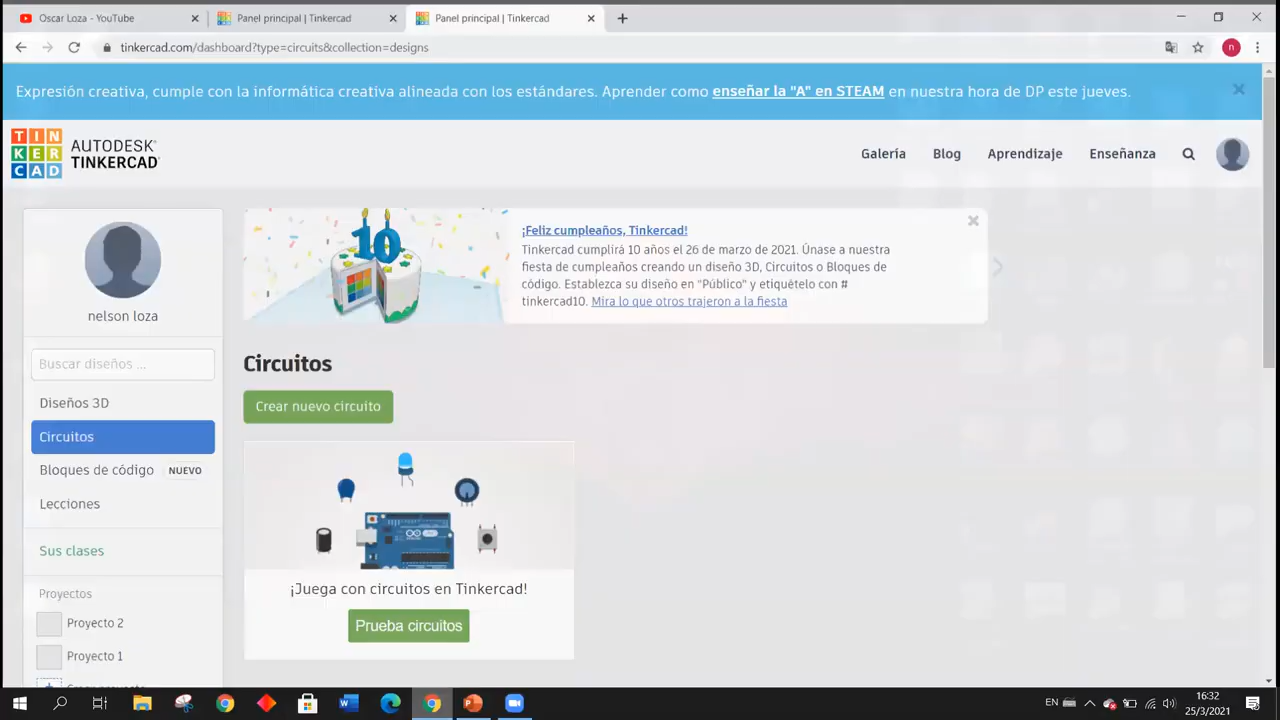 Oscar Loza - YouTube
Panel principal | Tinkercad
Panel principal | Tinkercad
tinkercad.com/dashboard?type=circuits&collection=designs
n
Expresión creativa, cumple con la informática creativa alineada con los estándares. Aprender como enseñar la "A" en STEAM en nuestra hora de DP este jueves.
TIN
KER
CAD
AUTODESK
TINKERCAD
Galería
Blog
Aprendizaje
Enseñanza
nelson loza
Buscar diseños ...
Diseños 3D
Circuitos
Bloques de código NUEVO
Lecciones
Sus clases
Proyectos
Proyecto 2
Proyecto 1
10
¡Feliz cumpleaños, Tinkercad!
Tinkercad cumplirá 10 años el 26 de marzo de 2021. Únase a nuestra
fiesta de cumpleaños creando un diseño 3D, Circuitos o Bloques de
código. Establezca su diseño en "Público" y etiquételo con #
tinkercad10. Mira lo que otros trajeron a la fiesta
Circuitos
Crear nuevo circuito
¡Juega con circuitos en Tinkercad!
Prueba circuitos
EN
16:32
25/3/2021